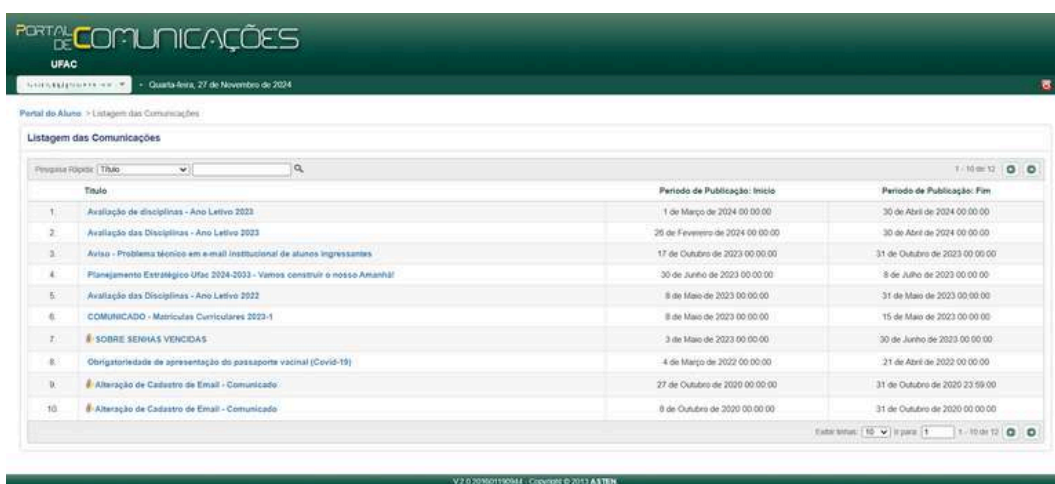 PORTAL DE COMUNICAÇÕES
UFAC
- Quarta-feira, 27 de Novembro de 2024
Portal do Aluno > Listagem das Comunicações
Listagem das Comunicações
Pesquisa Rápida: Título 1 - 10 de 12
Título Período de Publicação: Início Período de Publicação: Fim
1. Avaliação de disciplinas - Ano Letivo 2023 1 de Março de 2024 00:00:00 30 de Abril de 2024 00:00:00
2. Avaliação das Disciplinas - Ano Letivo 2023 26 de Fevereiro de 2024 00:00:00 30 de Abril de 2024 00:00:00
3. Aviso - Problema técnico em e-mail institucional de alunos ingressantes 17 de Outubro de 2023 00:00:00 31 de Outubro de 2023 00:00:00
4. Planejamento Estratégico Ufac 2024-2033 - Vamos construir o nosso Amanhã! 30 de Junho de 2023 00:00:00 8 de Julho de 2023 00:00:00
5. Avaliação das Disciplinas - Ano Letivo 2022 8 de Maio de 2023 00:00:00 31 de Maio de 2023 00:00:00
6. COMUNICADO - Matrículas Curriculares 2023-1 8 de Maio de 2023 00:00:00 15 de Maio de 2023 00:00:00
7. SOBRE SENHAS VENCIDAS 3 de Maio de 2023 00:00:00 30 de Junho de 2023 00:00:00
8. Obrigatoriedade de apresentação do passaporte vacinal (Covid-19) 4 de Março de 2022 00:00:00 21 de Abril de 2022 00:00:00
9. Alteração de Cadastro de Email - Comunicado 27 de Outubro de 2020 00:00:00 31 de Outubro de 2020 23:59:00
10. Alteração de Cadastro de Email - Comunicado 8 de Outubro de 2020 00:00:00 31 de Outubro de 2020 00:00:00
Exibir linhas: 10 Ir para: 1 1 - 10 de 12
V.2.0 201601190944 - Copyright © 2013 ASTEN